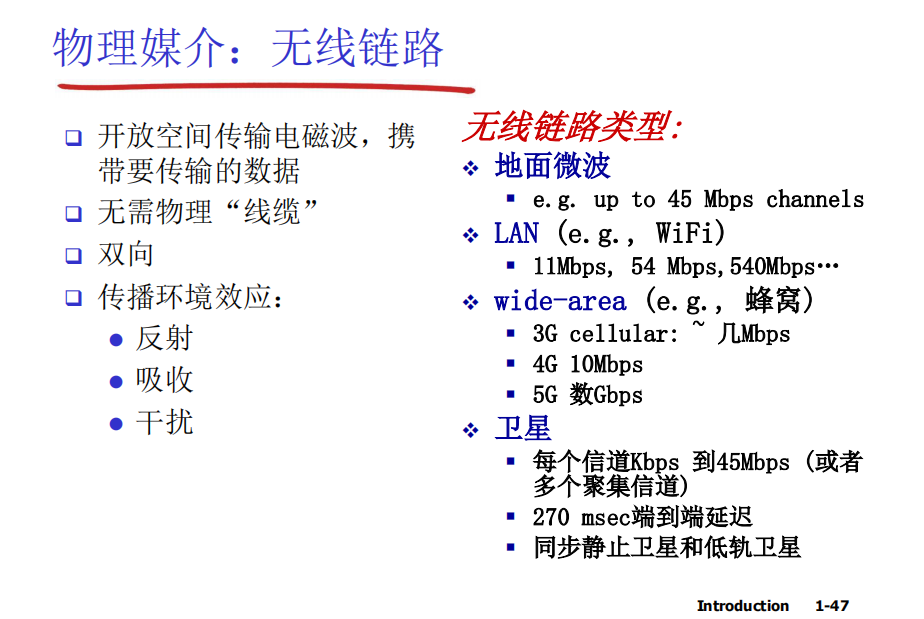 物理媒介：无线链路
开放空间传输电磁波，携
带要传输的数据
无需物理“线缆”
双向
传播环境效应：
反射
吸收
干扰
无线链路类型：
地面微波
e.g. up to 45 Mbps channels
LAN (e.g., WiFi)
11Mbps, 54 Mbps,540Mbps…
wide-area (e.g., 蜂窝)
3G cellular: ~ 几Mbps
4G 10Mbps
5G 数Gbps
卫星
每个信道Kbps 到45Mbps (或者
多个聚集信道)
270 msec端到端延迟
同步静止卫星和低轨卫星
Introduction 1-47